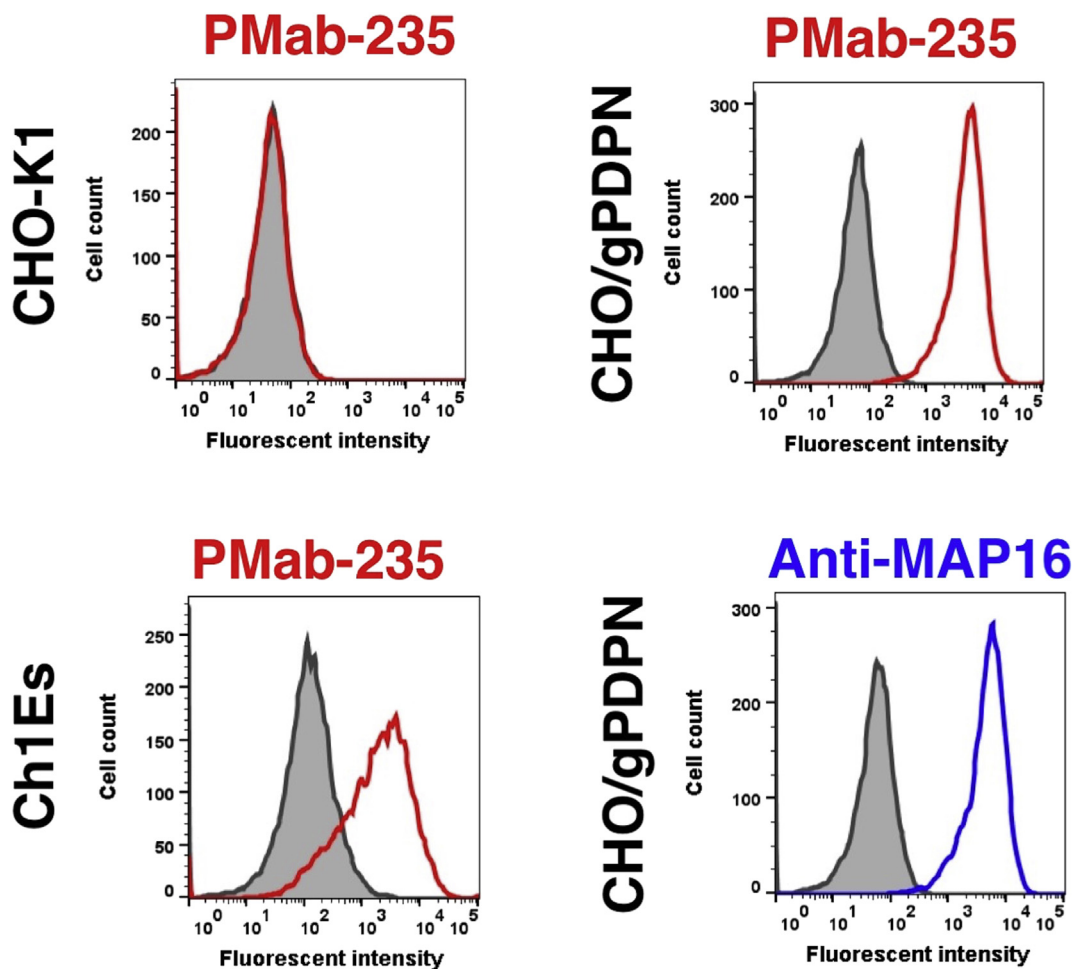 PMab-235
CHO-K1
Cell count
200
150
100
50
0
10^0 10^1 10^2 10^3 10^4 10^5
Fluorescent intensity
PMab-235
CHO/gPDPN
Cell count
300
200
100
0
10^0 10^1 10^2 10^3 10^4 10^5
Fluorescent intensity
PMab-235
Ch1Es
Cell count
250
200
150
100
50
0
10^0 10^1 10^2 10^3 10^4 10^5
Fluorescent intensity
Anti-MAP16
CHO/gPDPN
Cell count
300
200
100
0
10^0 10^1 10^2 10^3 10^4 10^5
Fluorescent intensity